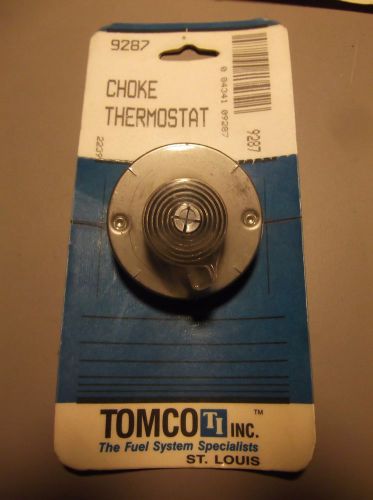 9287
CHOKE
THERMOSTAT
0 84341 09287
9287
TOMCO TI INC.™
The Fuel System Specialists
ST. LOUIS